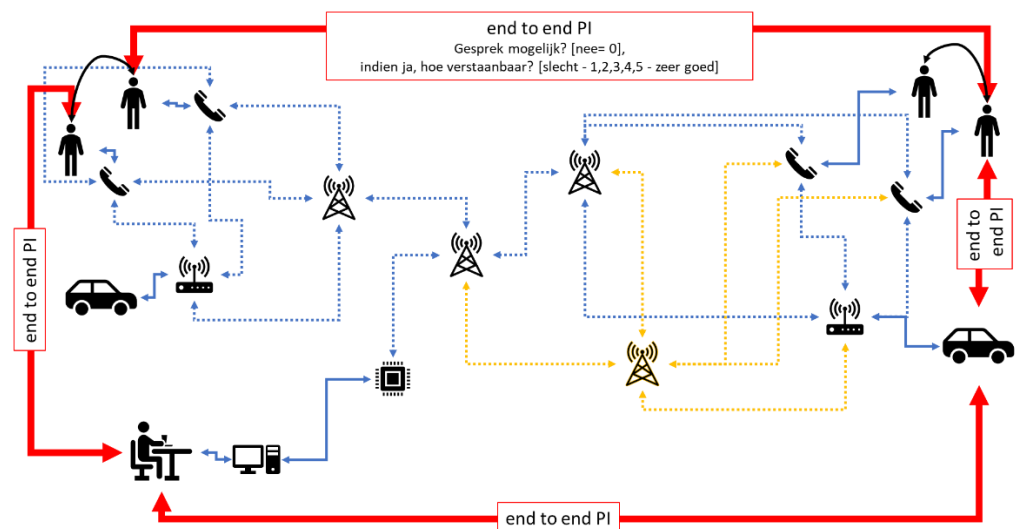 end to end PI
Gesprek mogelijk? [nee= 0],
indien ja, hoe verstaanbaar? [slecht - 1,2,3,4,5 - zeer goed]
end to end PI
end to
end PI
end to end PI